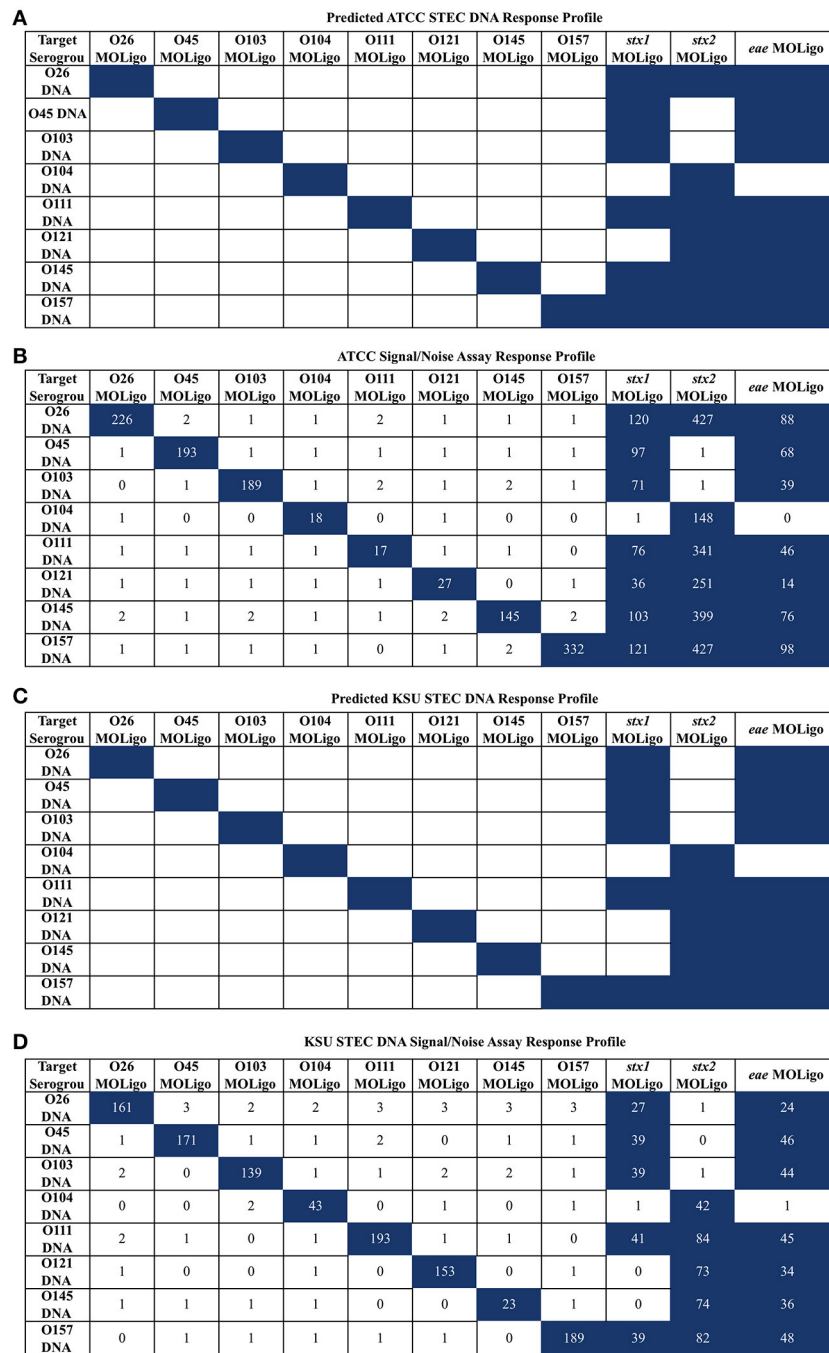 A
Predicted ATCC STEC DNA Response Profile
Target O26 O45 O103 O104 O111 O121 O145 O157 stx1 stx2 eae MOLigo
Serogrou MOLigo MOLigo MOLigo MOLigo MOLigo MOLigo MOLigo MOLigo MOLigo MOLigo
O26
DNA
O45 DNA
O103
DNA
O104
DNA
O111
DNA
O121
DNA
O145
DNA
O157
DNA
B
ATCC Signal/Noise Assay Response Profile
Target O26 O45 O103 O104 O111 O121 O145 O157 stx1 stx2 eae MOLigo
Serogrou MOLigo MOLigo MOLigo MOLigo MOLigo MOLigo MOLigo MOLigo MOLigo MOLigo
O26 DNA 226 2 1 1 2 1 1 1 120 427 88
O45 DNA 1 193 1 1 1 1 1 1 97 1 68
O103 DNA 0 1 189 1 2 1 2 1 71 1 39
O104 DNA 1 0 0 18 0 1 0 0 1 148 0
O111 DNA 1 1 1 1 17 1 1 0 76 341 46
O121 DNA 1 1 1 1 1 27 0 1 36 251 14
O145 DNA 2 1 2 1 1 2 145 2 103 399 76
O157 DNA 1 1 1 1 0 1 2 332 121 427 98
C
Predicted KSU STEC DNA Response Profile
Target O26 O45 O103 O104 O111 O121 O145 O157 stx1 stx2 eae MOLigo
Serogrou MOLigo MOLigo MOLigo MOLigo MOLigo MOLigo MOLigo MOLigo MOLigo MOLigo
O26
DNA
O45
DNA
O103
DNA
O104
DNA
O111
DNA
O121
DNA
O145
DNA
O157
DNA
D
KSU STEC DNA Signal/Noise Assay Response Profile
Target O26 O45 O103 O104 O111 O121 O145 O157 stx1 stx2 eae MOLigo
Serogrou MOLigo MOLigo MOLigo MOLigo MOLigo MOLigo MOLigo MOLigo MOLigo MOLigo
O26 DNA 161 3 2 2 3 3 3 3 27 1 24
O45 DNA 1 171 1 1 2 0 1 1 39 0 46
O103 DNA 2 0 139 1 1 2 2 1 39 1 44
O104 DNA 0 0 2 43 0 1 0 1 1 42 1
O111 DNA 2 1 0 1 193 1 1 0 41 84 45
O121 DNA 1 0 0 1 0 153 0 1 0 73 34
O145 DNA 1 1 1 1 0 0 23 1 0 74 36
O157 DNA 0 1 1 1 1 1 0 189 39 82 48